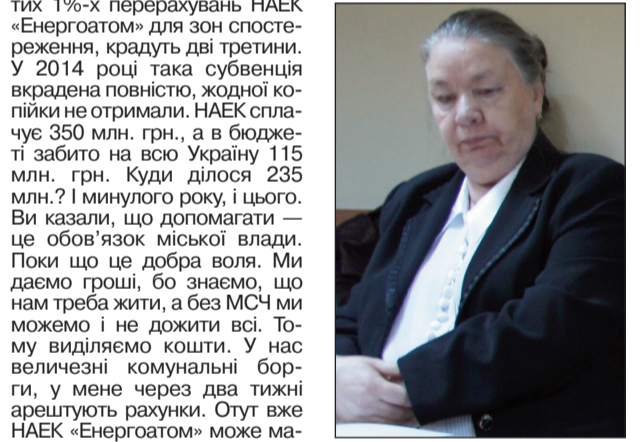 тих 1%-х перерахувань НАЕК
«Енергоатом» для зон спосте-
реження, крадуть дві третини.
У 2014 році така субвенція
вкрадена повністю, жодної ко-
пійки не отримали. НАЕК спла-
чує 350 млн. грн., а в бюдже-
ті забито на всю Україну 115
млн. грн. Куди ділося 235
млн.? І минулого року, і цього.
Ви казали, що допомагати —
це обов’язок міської влади.
Поки що це добра воля. Ми
даємо гроші, бо знаємо, що
нам треба жити, а без МСЧ ми
можемо і не дожити всі. То-
му виділяємо кошти. У нас
величезні комунальні бор-
ги, у мене через два тижні
арештують рахунки. Отут вже
НАЕК «Енергоатом» може ма-